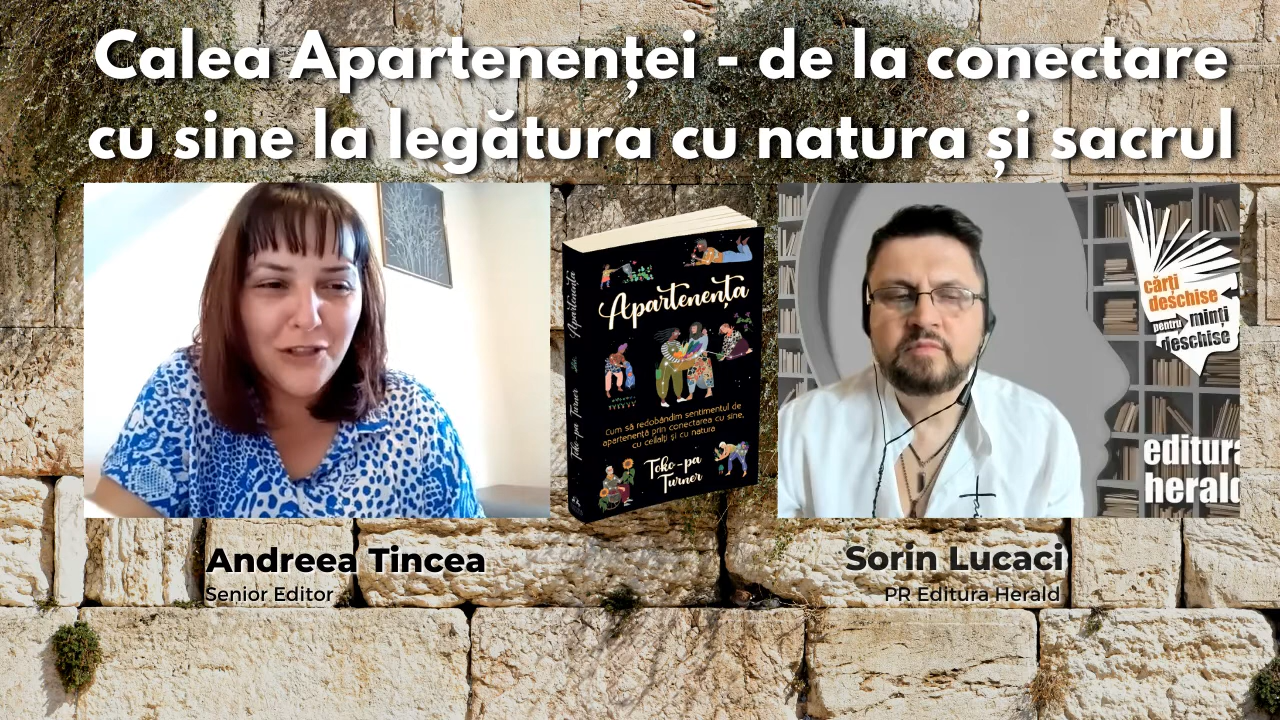 Calea Apartenenței - de la conectare
cu sine la legătura cu natura și sacrul
Apartenența
Cum să redobândim sentimentul de
apartenență prin conectarea cu sine,
cu ceilalți și cu natura
Toko-pa
Turner
Toko-pa Turner
Apartenența
cărți
deschise
pentru minți
deschise
editura
herald
Andreea Tincea
Senior Editor
Sorin Lucaci
PR Editura Herald